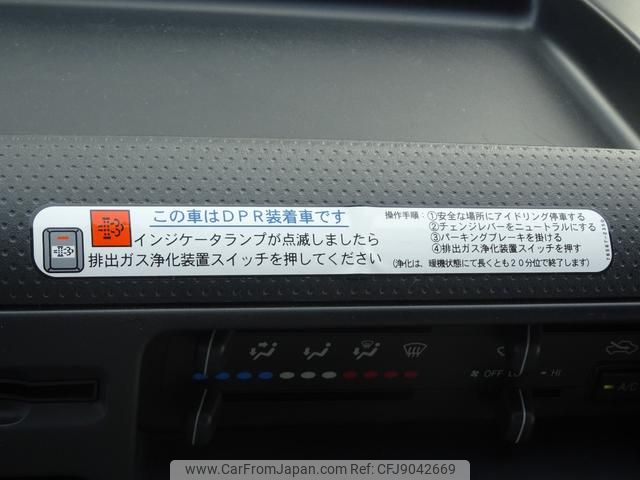 この車はDPR装着車です
インジケータランプが点滅しましたら
排出ガス浄化装置スイッチを押してください
操作手順：①安全な場所にアイドリング停車する
②チェンジレバーをニュートラルにする
③パーキングブレーキを掛ける
④排出ガス浄化装置スイッチを押す
(浄化は、暖機状態にて長くとも20分位で終了します)
OFF LO
HI
A/C
www.CarFromJapan.com - CFJ9042669